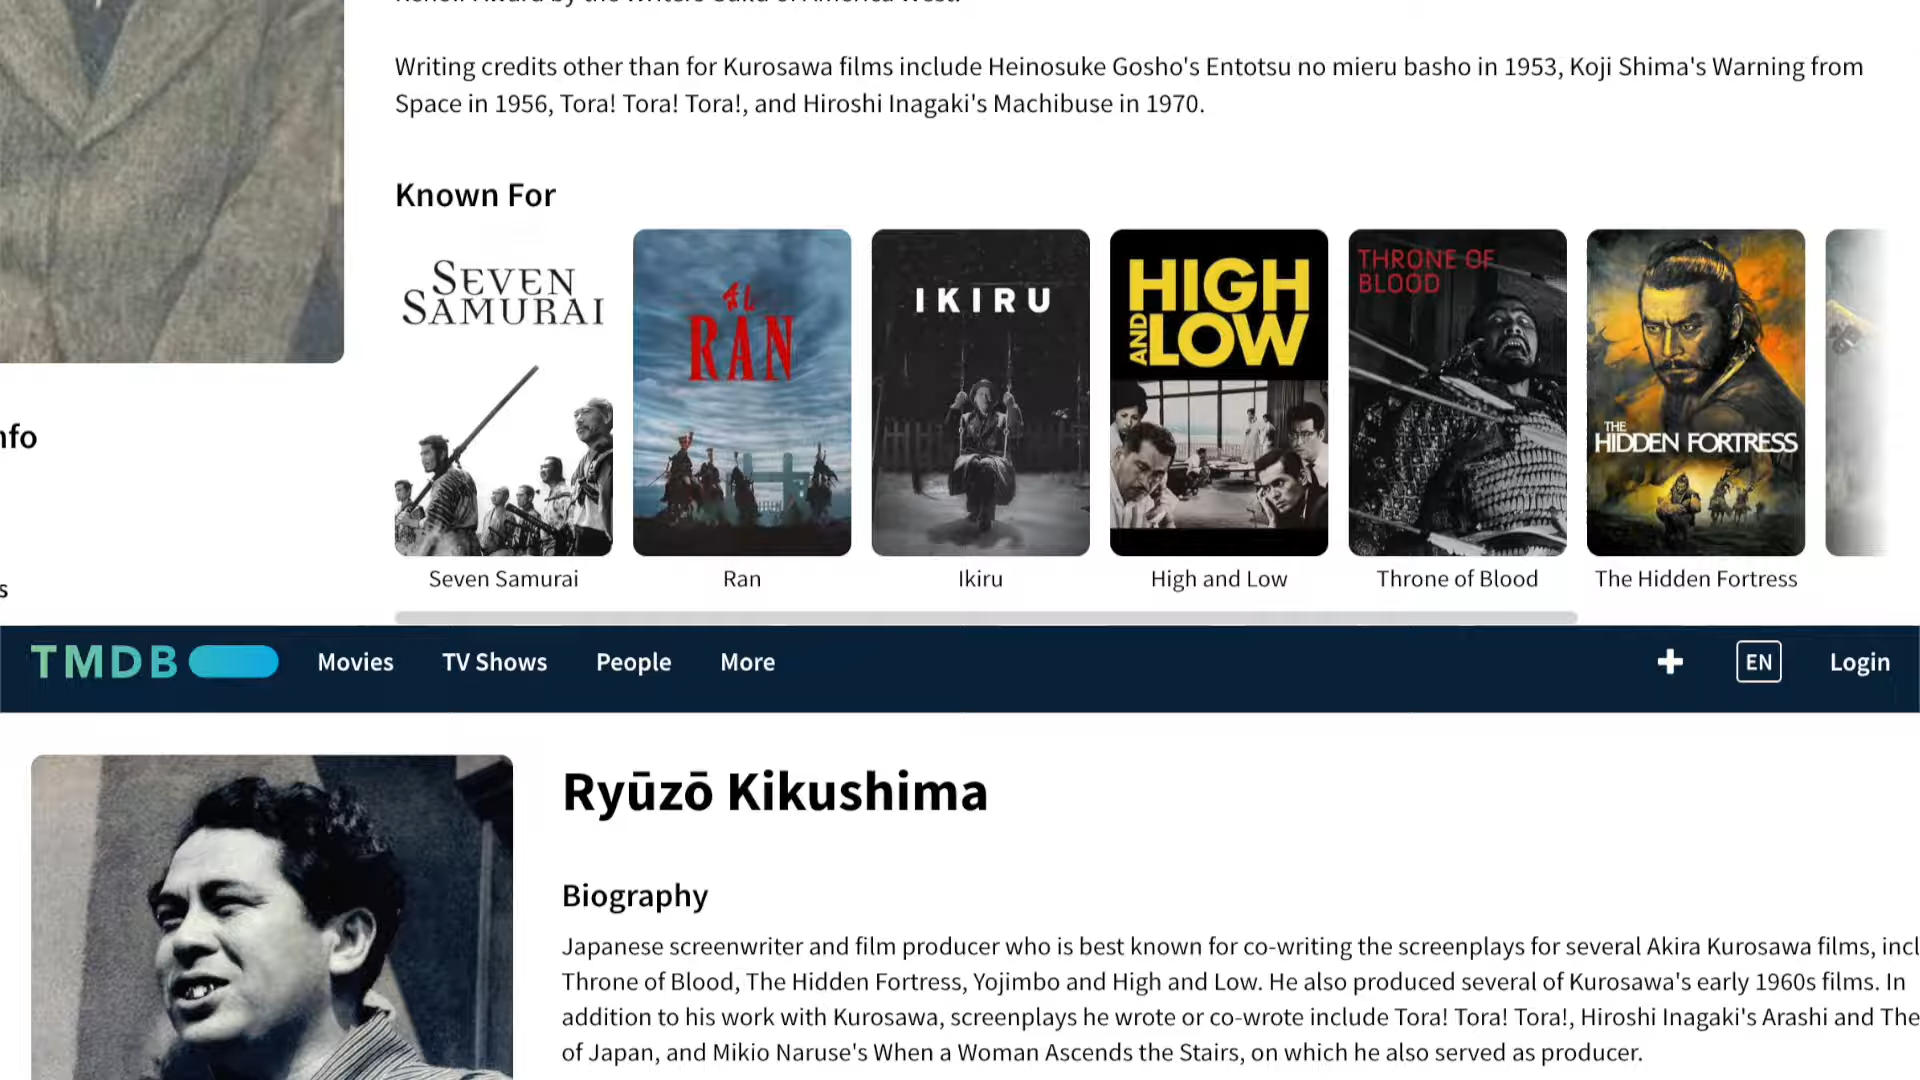 Writing credits other than for Kurosawa films include Heinosuke Gosho's Entotsu no mieru basho in 1953, Koji Shima's Warning from
Space in 1956, Tora! Tora! Tora!, and Hiroshi Inagaki's Machibuse in 1970.
Known For
SEVEN
SAMURAI
乱
RAN
IKIRU
HIGH
AND LOW
THRONE OF
BLOOD
THE
HIDDEN FORTRESS
nfo
Seven Samurai
Ran
Ikiru
High and Low
Throne of Blood
The Hidden Fortress
s
TMDB
Movies
TV Shows
People
More
EN
Login
Ryūzō Kikushima
Biography
Japanese screenwriter and film producer who is best known for co-writing the screenplays for several Akira Kurosawa films, incl
Throne of Blood, The Hidden Fortress, Yojimbo and High and Low. He also produced several of Kurosawa's early 1960s films. In
addition to his work with Kurosawa, screenplays he wrote or co-wrote include Tora! Tora! Tora!, Hiroshi Inagaki's Arashi and The
of Japan, and Mikio Naruse's When a Woman Ascends the Stairs, on which he also served as producer.